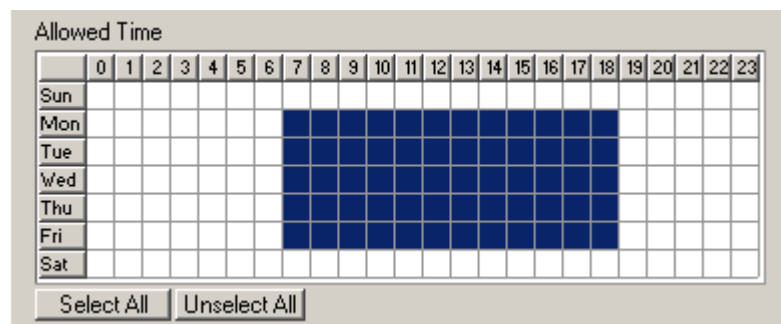 Allowed Time
0 1 2 3 4 5 6 7 8 9 10 11 12 13 14 15 16 17 18 19 20 21 22 23
Sun
Mon
Tue
Wed
Thu
Fri
Sat
Select All Unselect All